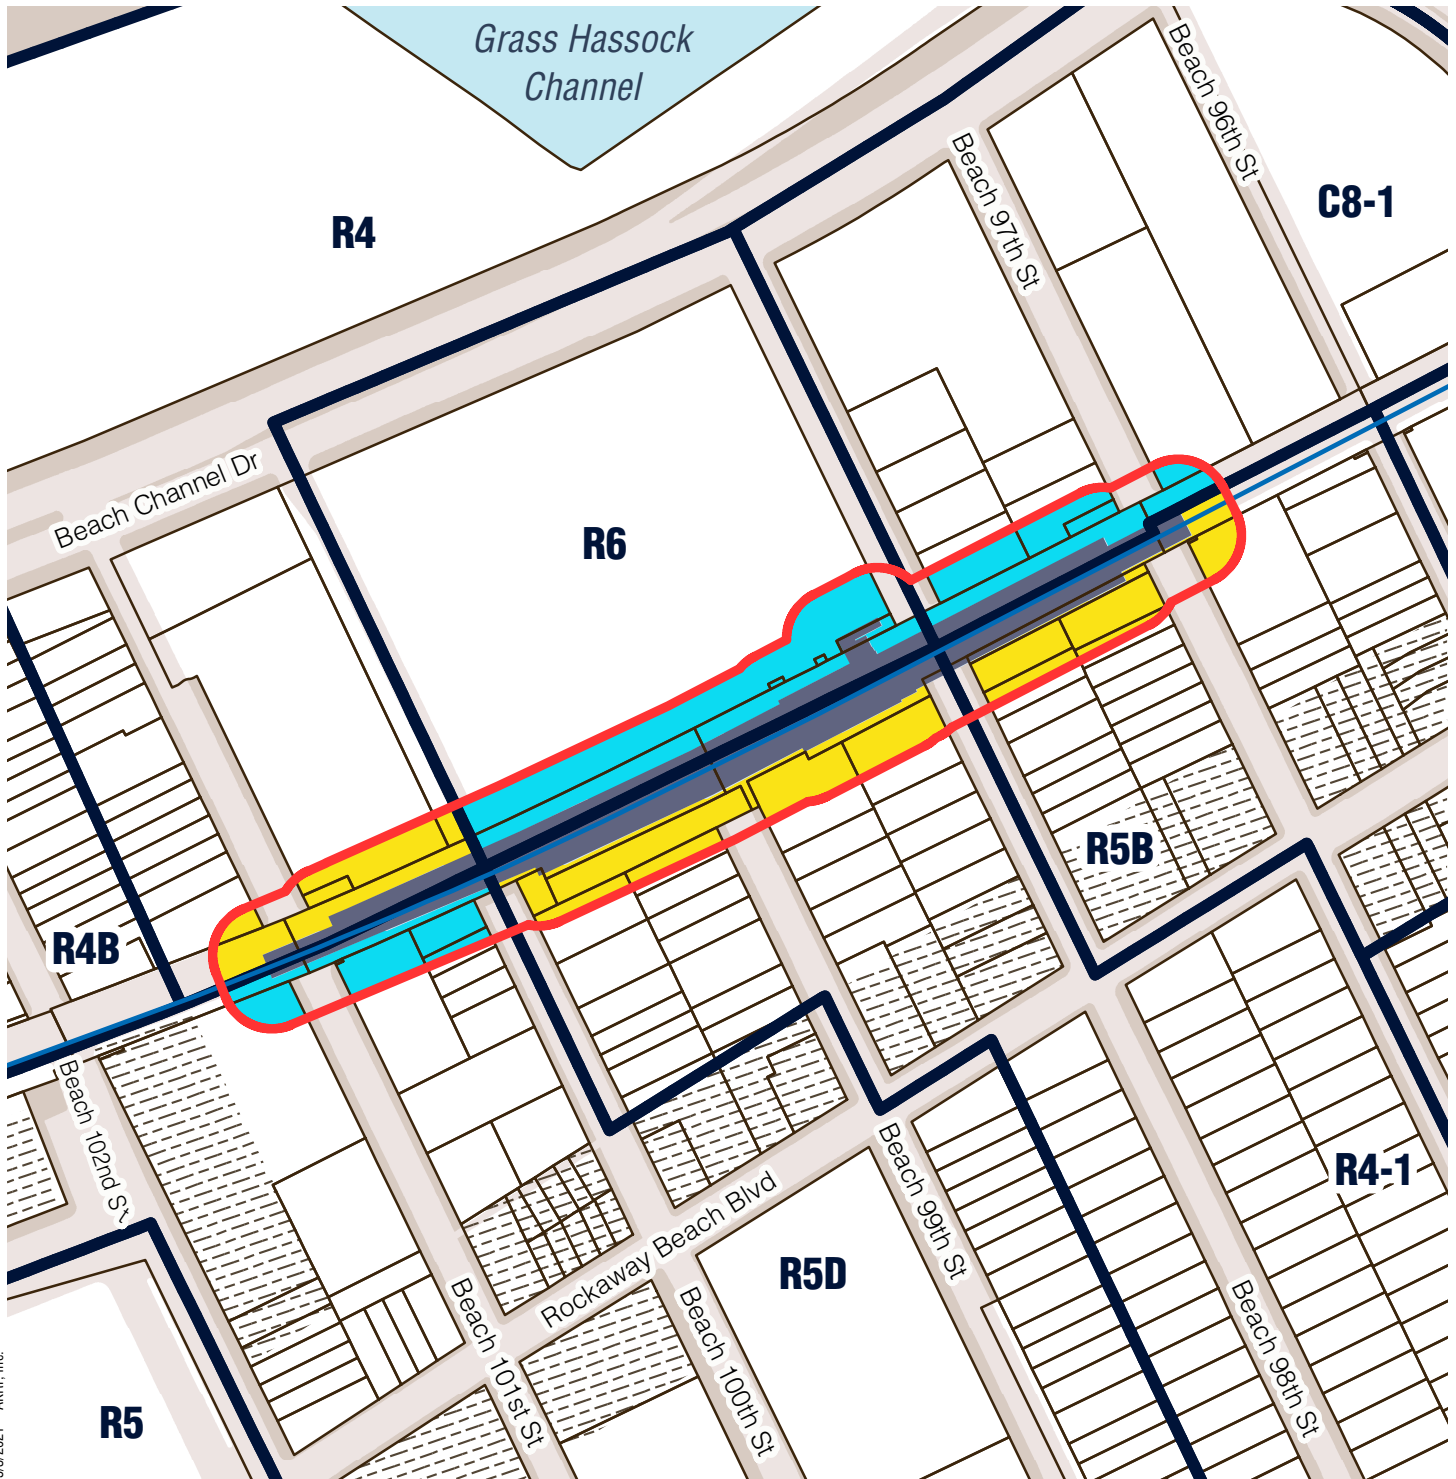 Grass Hassock
Channel
Beach 96th St
Beach 97th St
C8-1
R4
Beach Channel Dr
R6
R5B
R4B
Beach 102nd St
Beach 99th St
R4-1
Rockaway Beach Blvd
R5D
Beach 101st St
Beach 100th St
Beach 98th St
R5